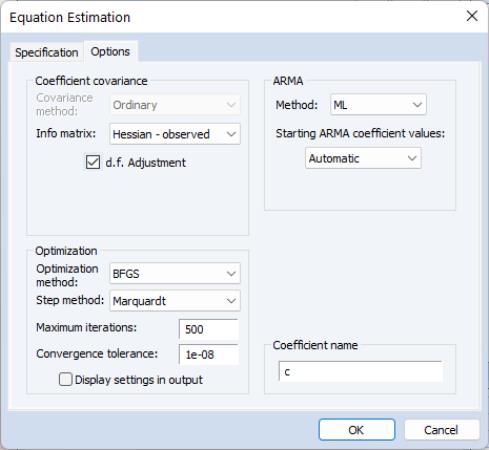 Equation Estimation
Specification Options
Coefficient covariance
Covariance method: Ordinary
Info matrix: Hessian - observed
d.f. Adjustment
ARMA
Method: ML
Starting ARMA coefficient values:
Automatic
Optimization
Optimization method: BFGS
Step method: Marquardt
Maximum iterations: 500
Convergence tolerance: 1e-08
Display settings in output
Coefficient name
c
OK Cancel